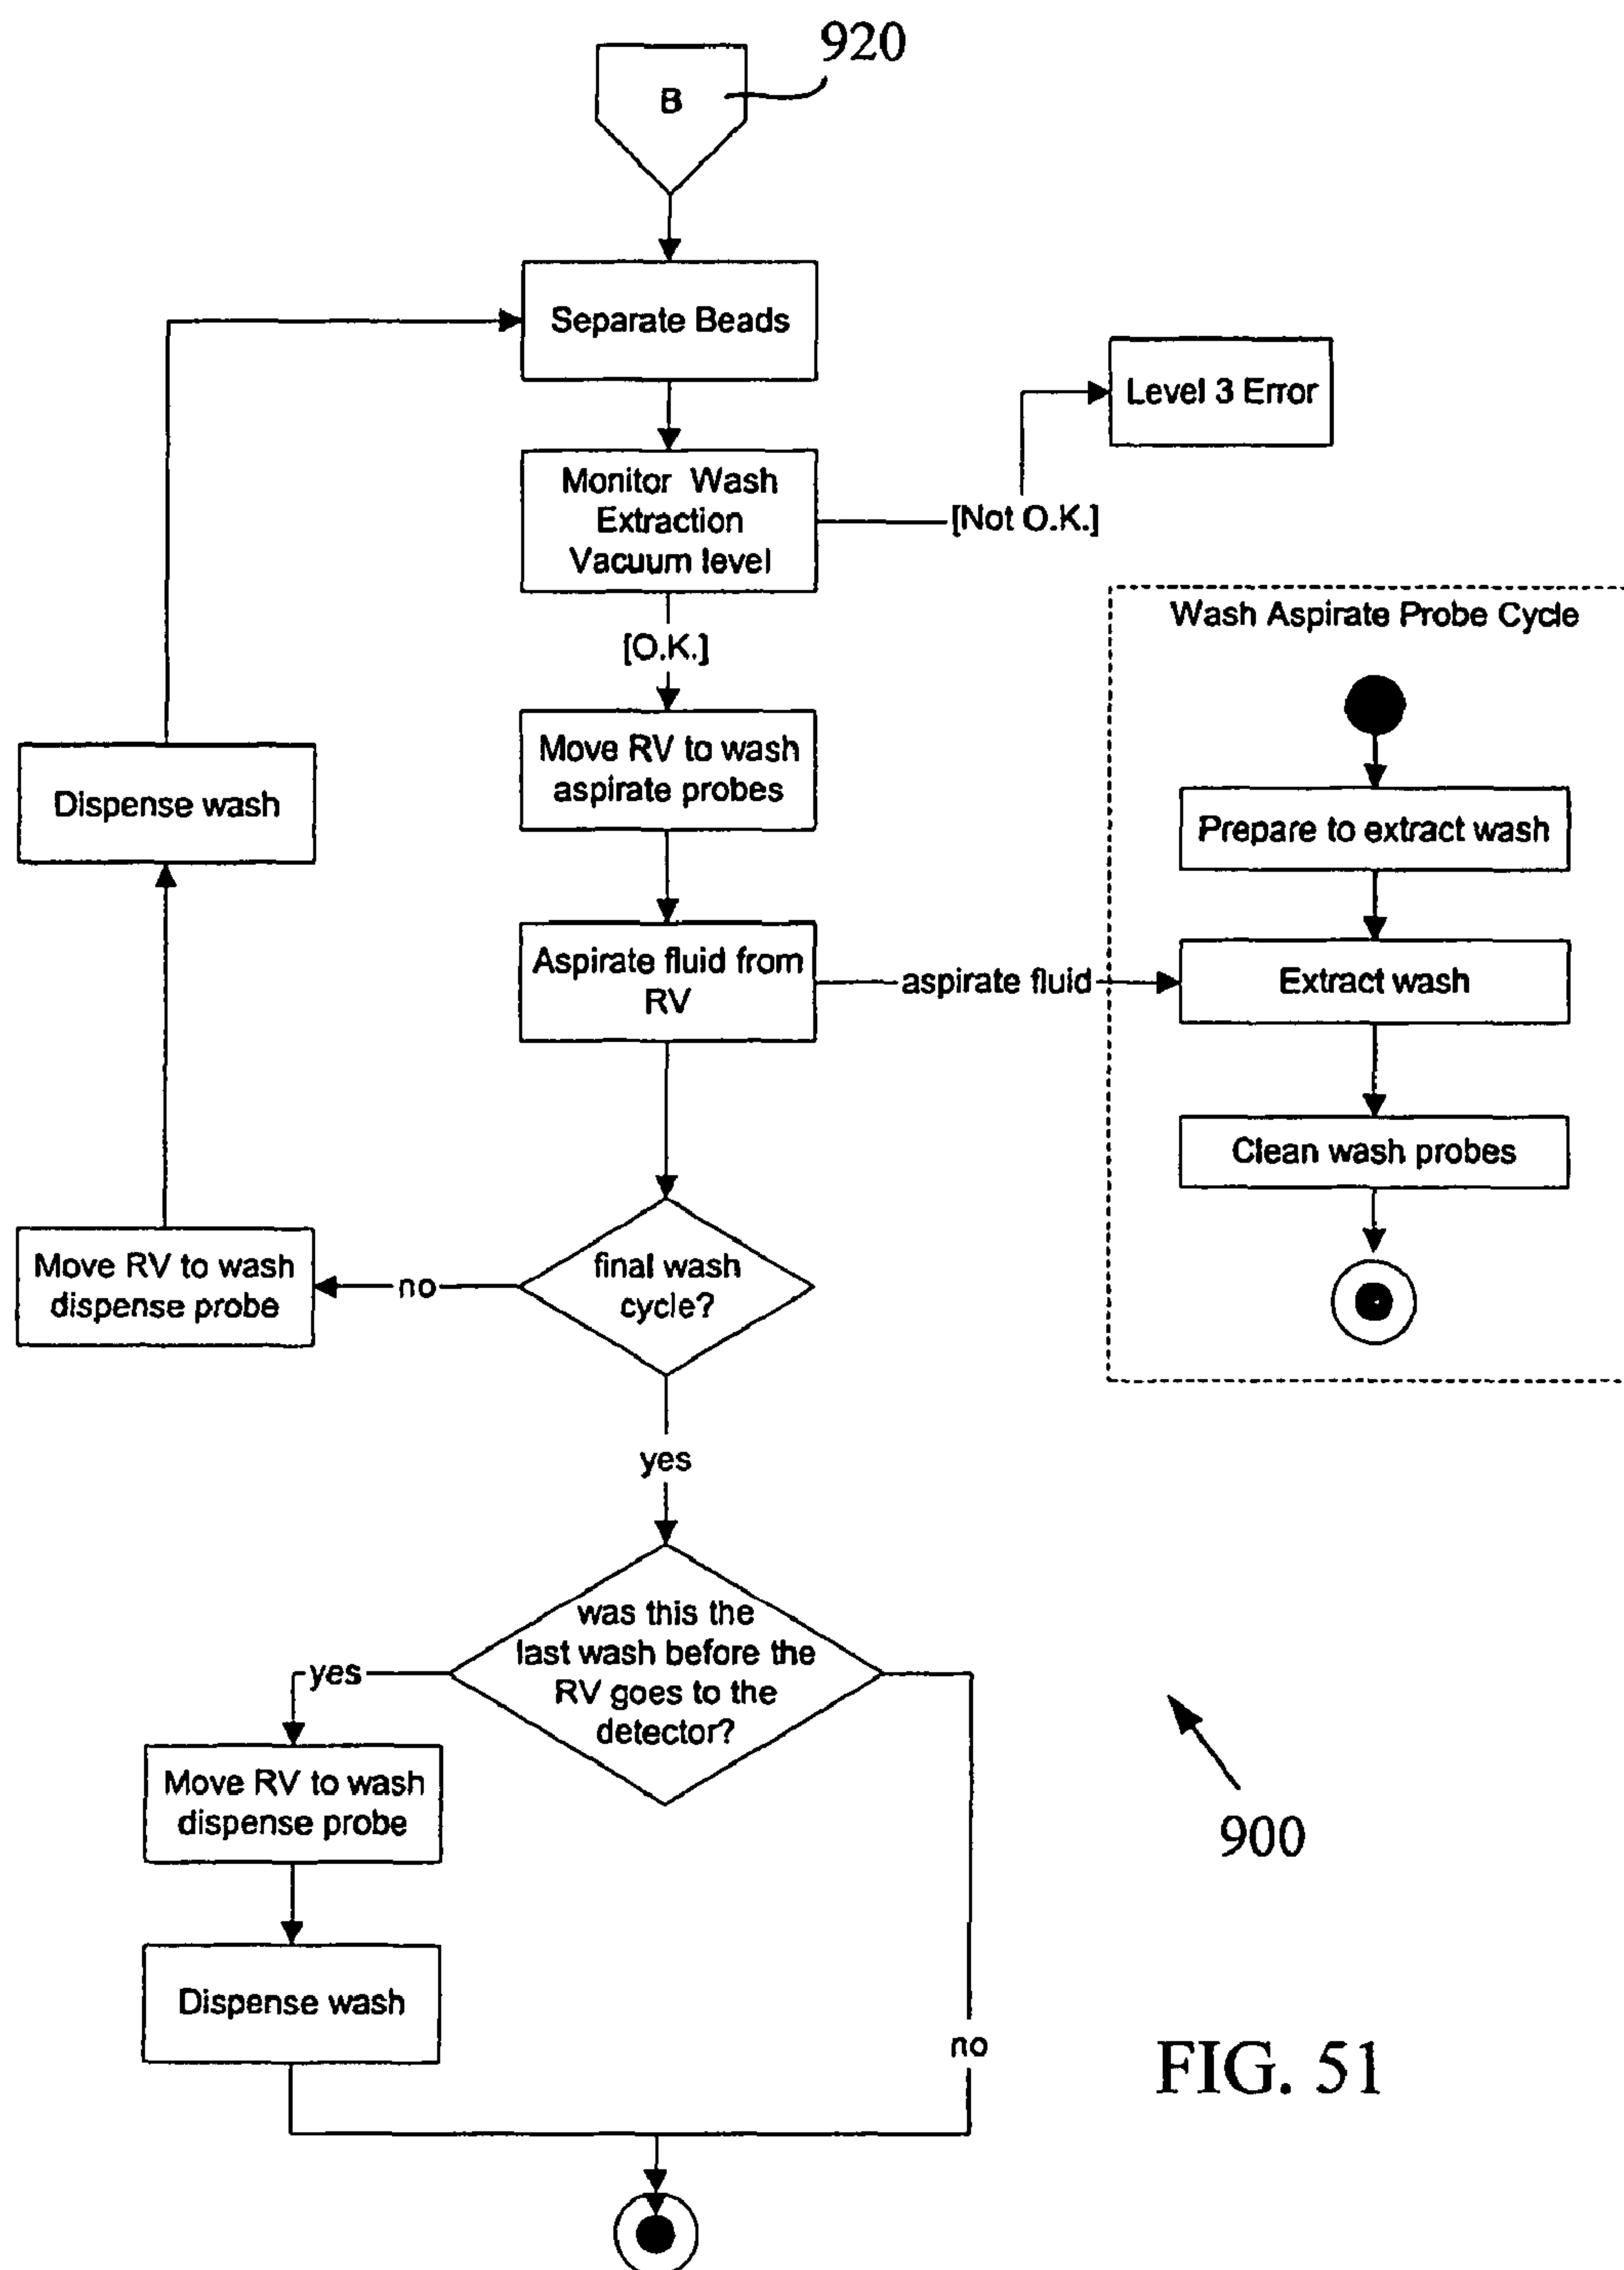 920
B
Separate Beads
Level 3 Error
Monitor Wash
Extraction
Vacuum level
[Not O.K.]
[O.K.]
Wash Aspirate Probe Cycle
Move RV to wash
aspirate probes
Dispense wash
Prepare to extract wash
Aspirate fluid from
RV
aspirate fluid
Extract wash
Clean wash probes
Move RV to wash
dispense probe
no
final wash
cycle?
yes
was this the
last wash before the
RV goes to the
detector?
yes
Move RV to wash
dispense probe
900
Dispense wash
no
FIG. 51